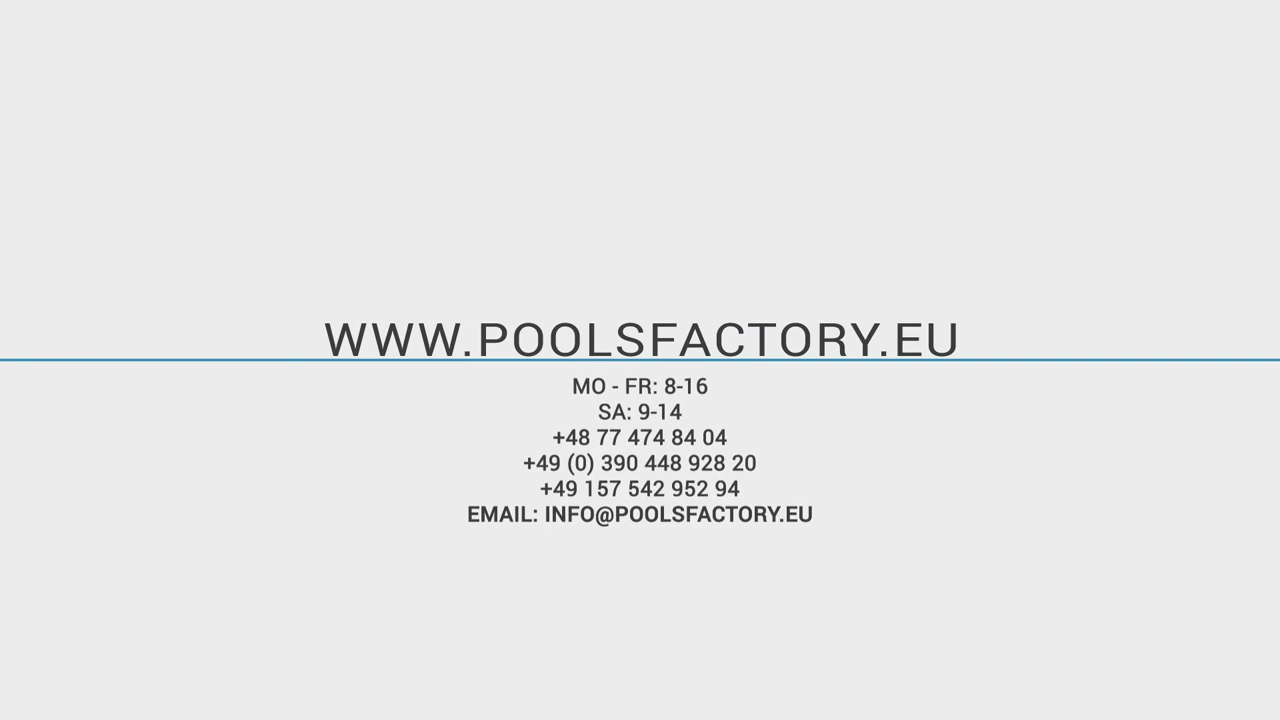 WWW.POOLSFACTORY.EU
MO - FR: 8-16
SA: 9-14
+48 77 474 84 04
+49 (0) 390 448 928 20
+49 157 542 952 94
EMAIL: INFO@POOLSFACTORY.EU